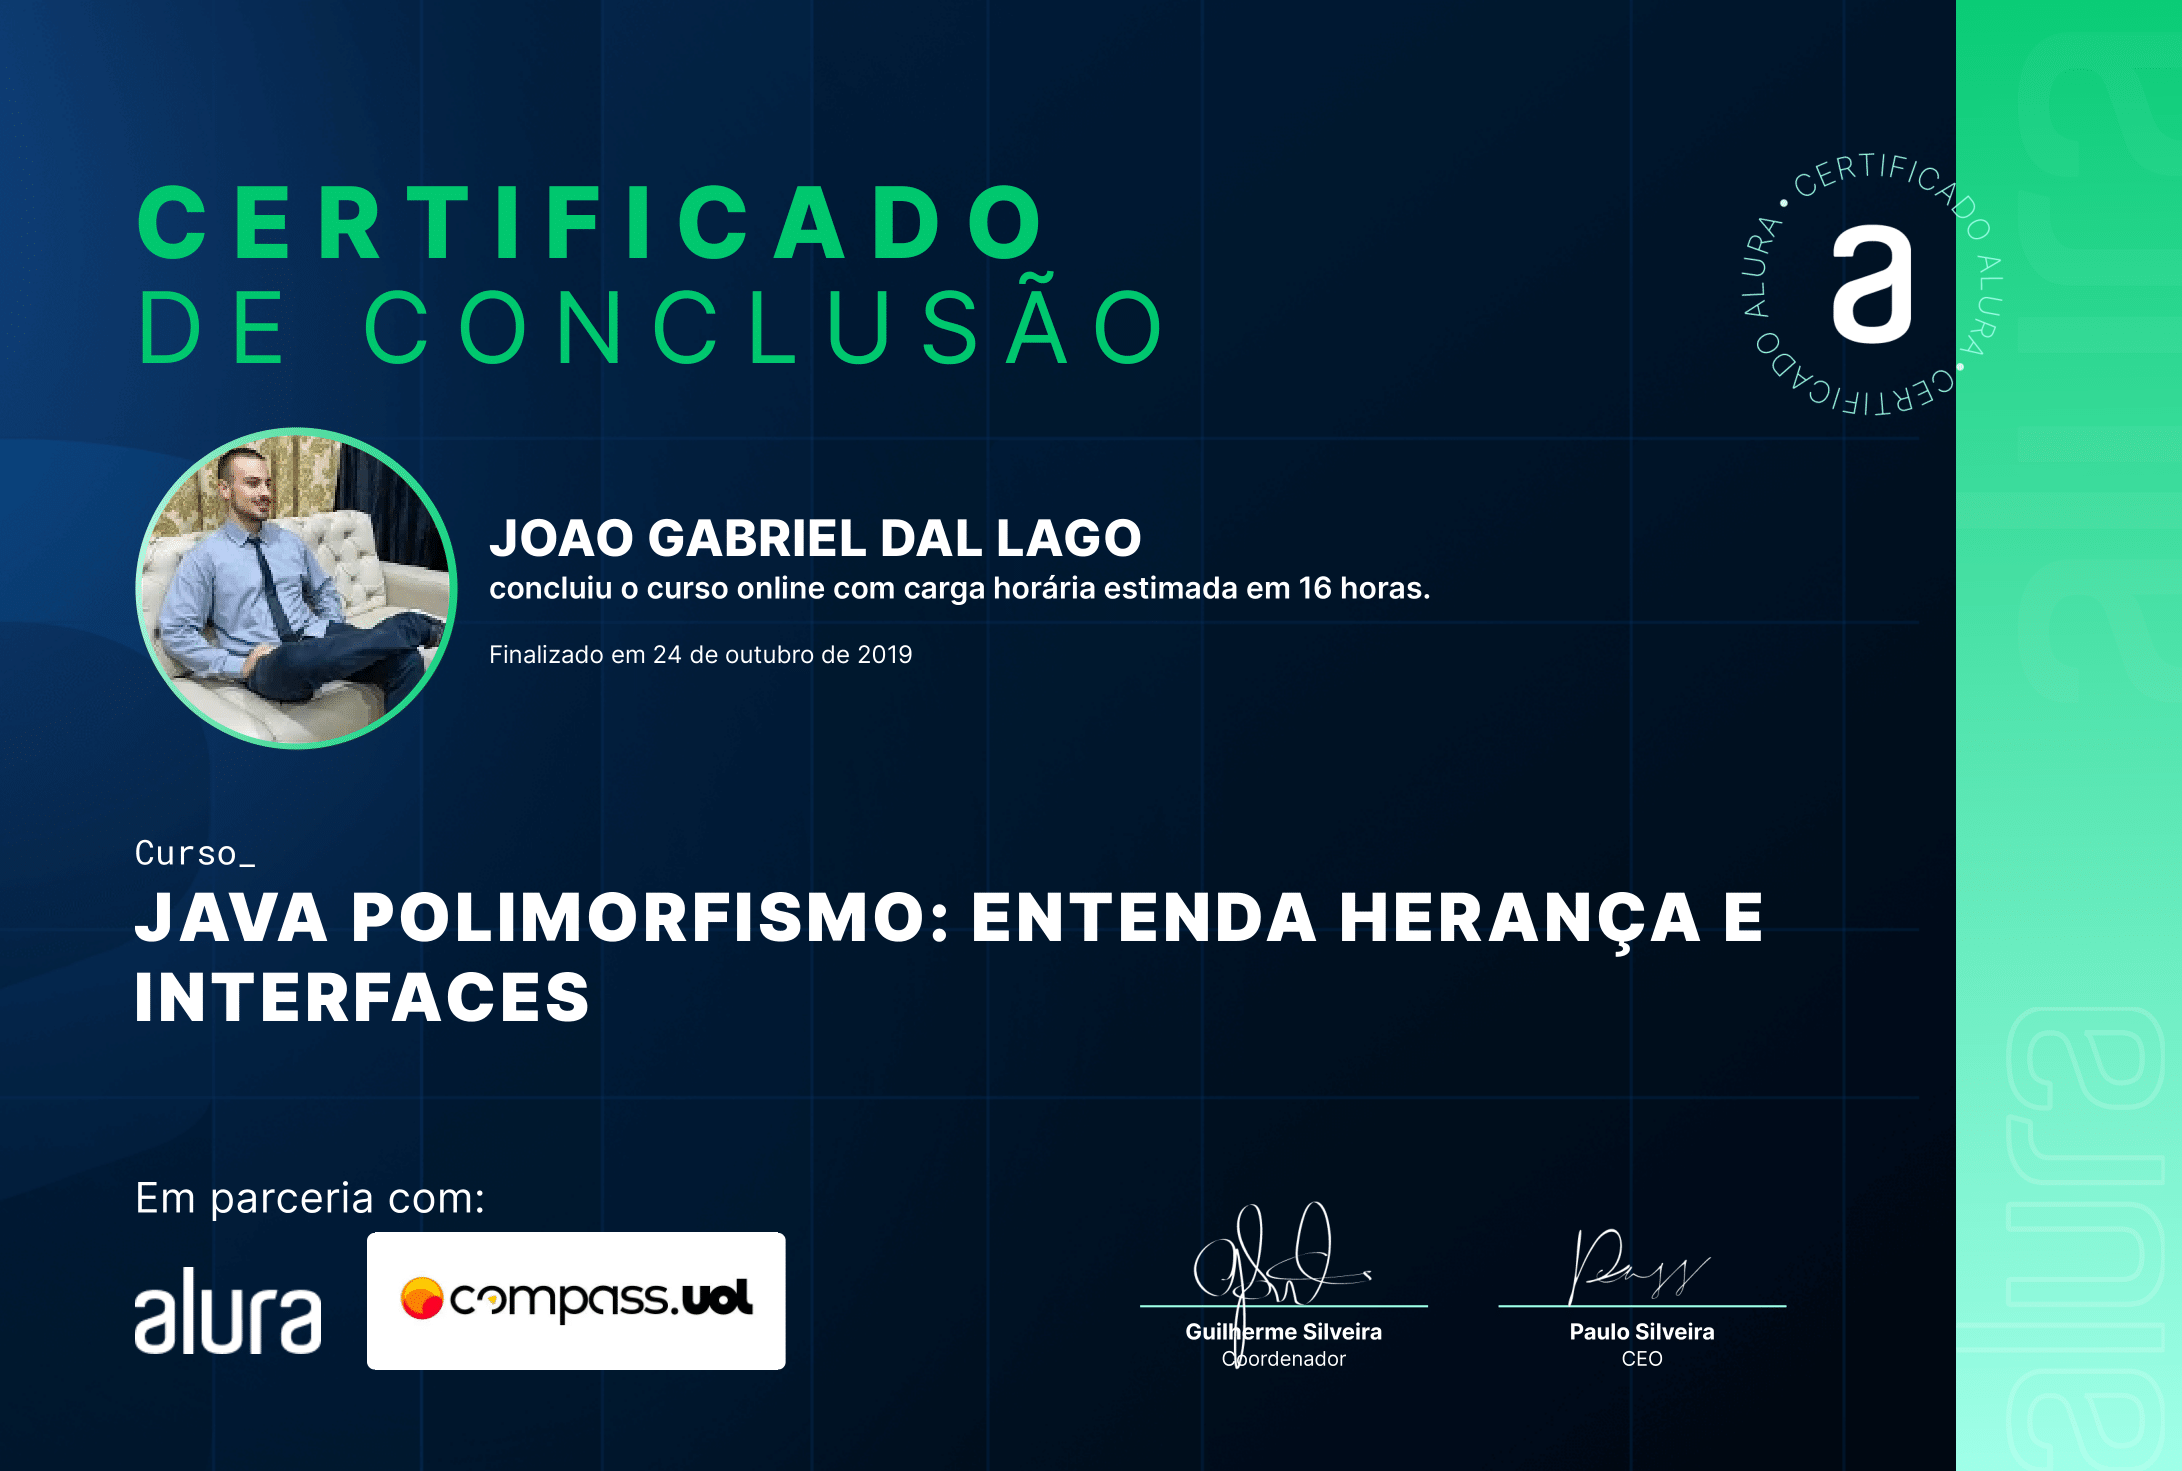 CERTIFICADO
DE CONCLUSÃO
CERTIFICADO ALURA • CERTIFICADO ALURA •
a
JOAO GABRIEL DAL LAGO
concluiu o curso online com carga horária estimada em 16 horas.
Finalizado em 24 de outubro de 2019
Curso_
JAVA POLIMORFISMO: ENTENDA HERANÇA E
INTERFACES
Em parceria com:
alura
compass.uol
Guilherme Silveira
Coordenador
Paulo Silveira
CEO
alura
alura